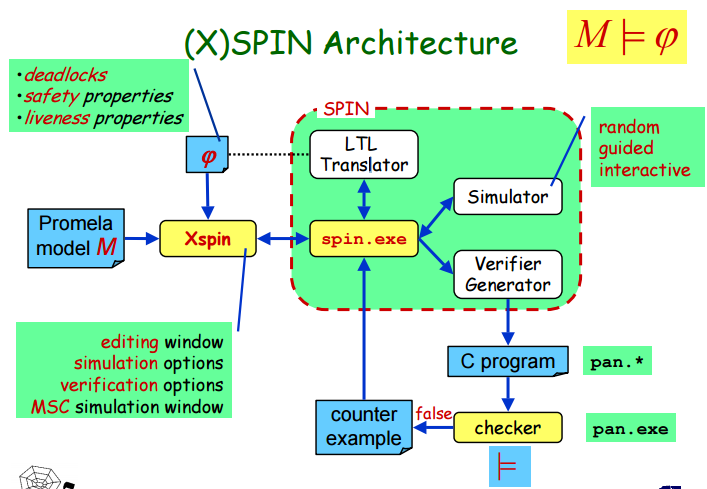 (X)SPIN Architecture
M ⊨ φ
•deadlocks
•safety properties
•liveness properties
SPIN
φ
LTL
Translator
random
guided
interactive
Simulator
Promela
model M
Xspin
spin.exe
Verifier
Generator
editing window
simulation options
verification options
MSC simulation window
C program
pan.*
counter
example
false
checker
pan.exe
⊨